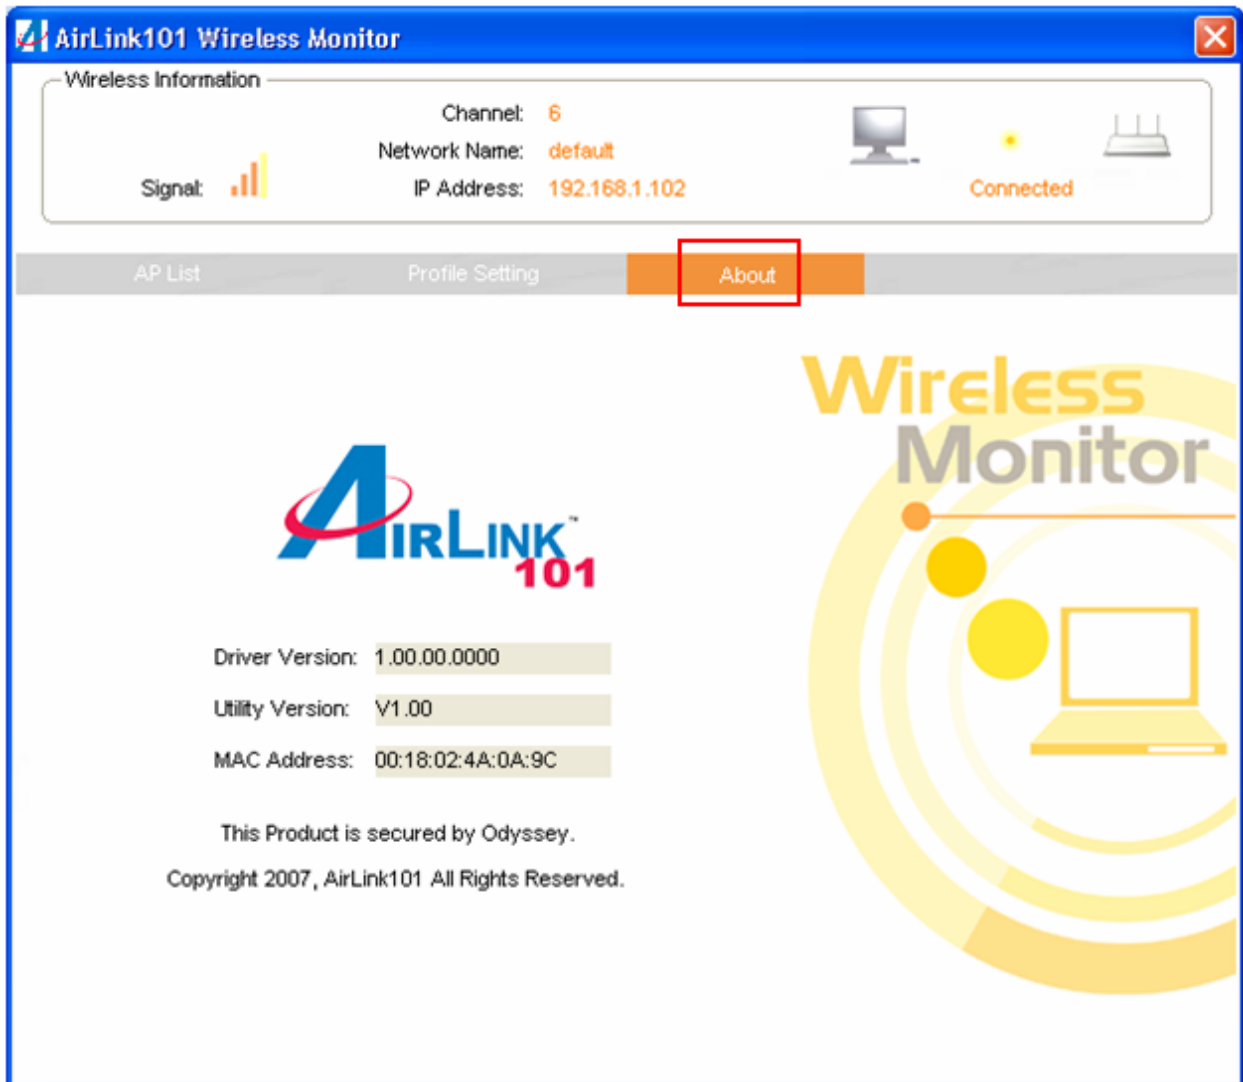 AirLink101 Wireless Monitor
Wireless Information
Channel: 6
Network Name: default
Signal: IP Address: 192.168.1.102
Connected
AP List Profile Setting About
Wireless
Monitor
AIRLINK™
101
Driver Version: 1.00.00.0000
Utility Version: V1.00
MAC Address: 00:18:02:4A:0A:9C
This Product is secured by Odyssey.
Copyright 2007, AirLink101 All Rights Reserved.